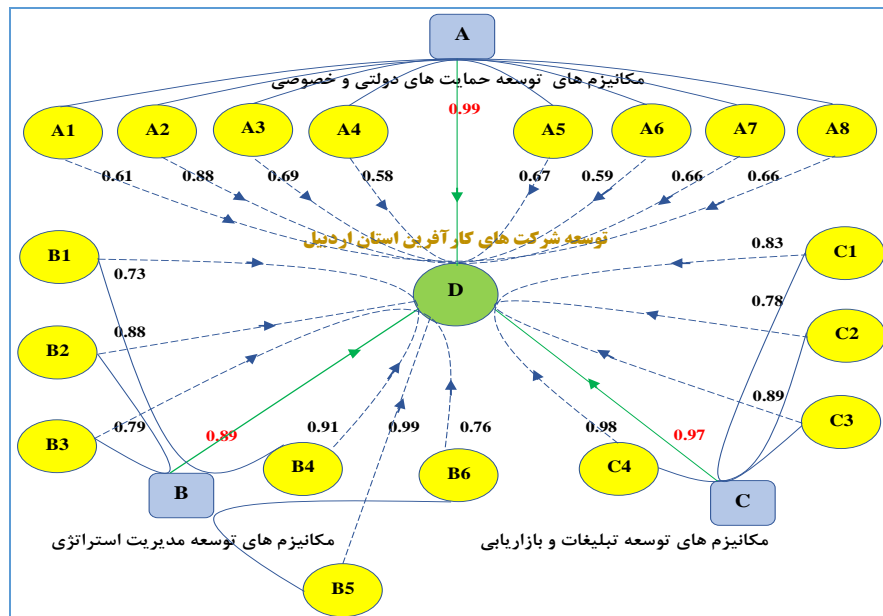 A
مکانیزم های توسعه حمایت های دولتی و خصوصی
0.99
A1 A2 A3 A4 A5 A6 A7 A8
0.61 0.88 0.69 0.58 0.67 0.59 0.66 0.66
توسعه شرکت های کارآفرین استان اردبیل
B1
0.73
C1
0.83
D
B2
0.88
C2
0.78
B3
0.79
0.89
0.91
0.99
0.76
C3
0.89
0.98
0.97
B4
B6
C4
B
C
مکانیزم های توسعه مدیریت استراتژی
مکانیزم های توسعه تبلیغات و بازاریابی
B5